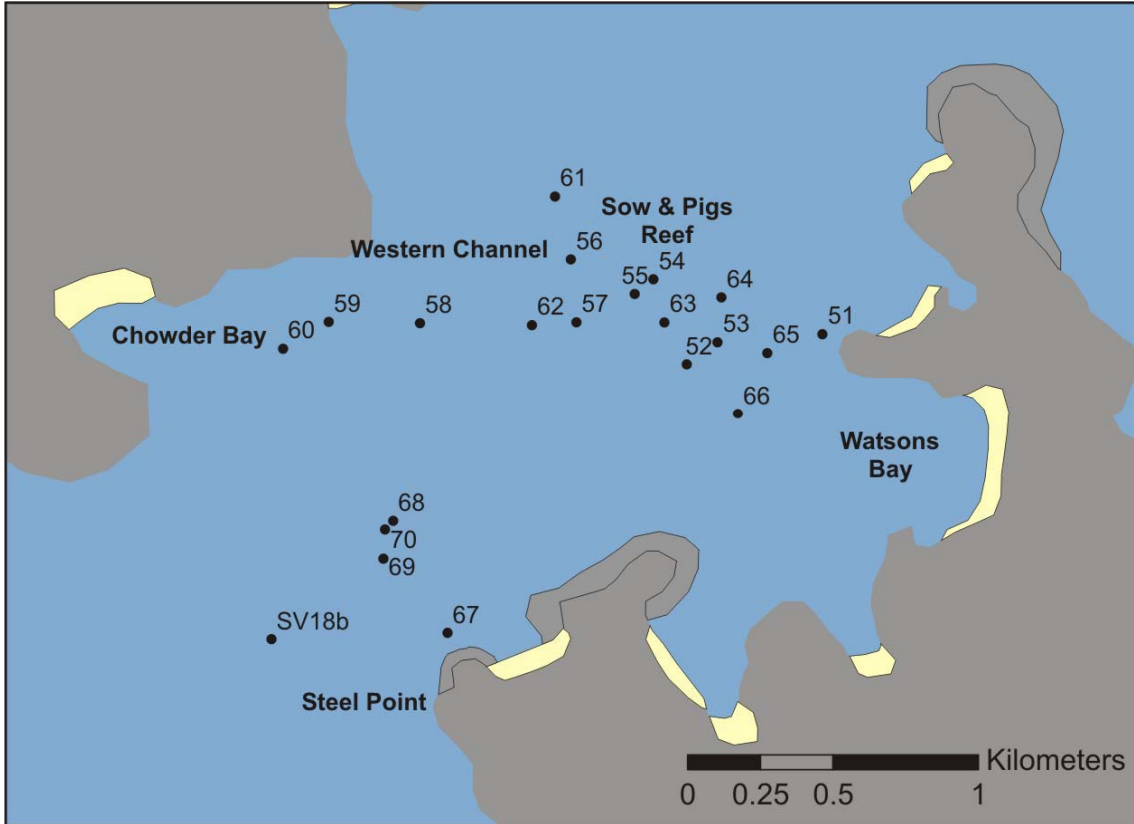 61
Sow & Pigs
Reef
Western Channel
56
54
55
64
59
58
62
57
63
51
Chowder Bay
60
53
52
65
66
Watsons
Bay
68
70
69
SV18b
67
Steel Point
Kilometers
0 0.25 0.5 1